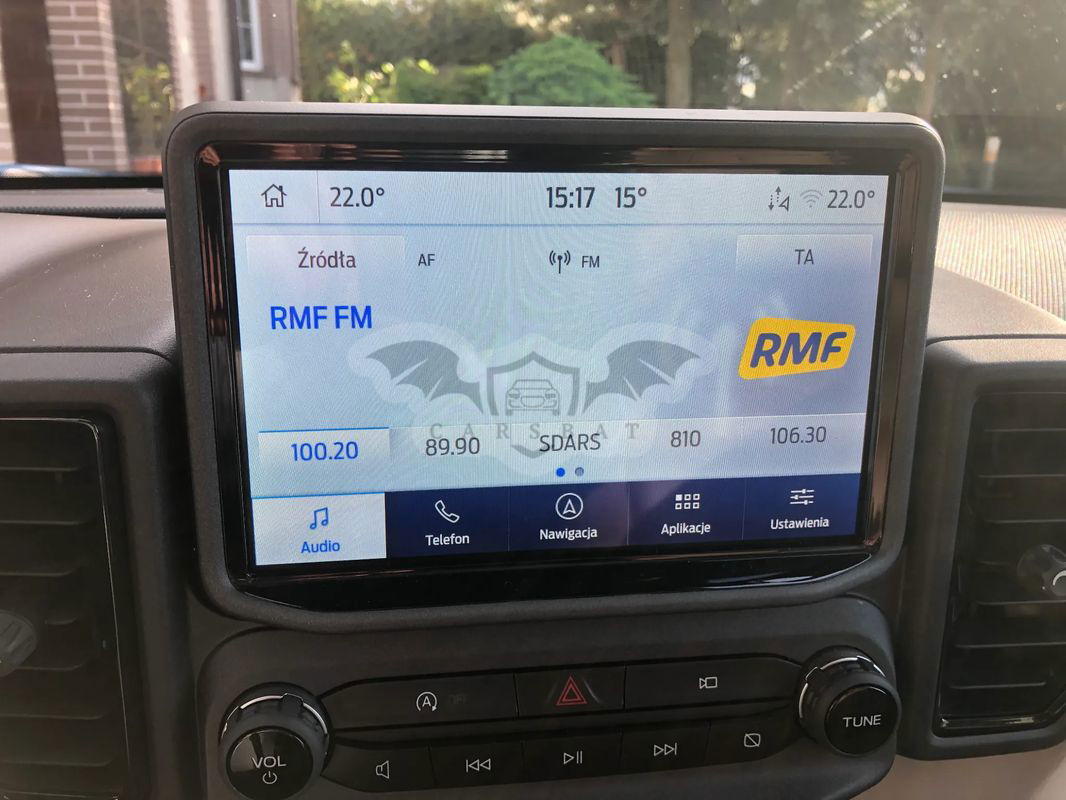 22.0° 15:17 15° 22.0°
Źródła AF FM TA
RMF FM
RMF
CARSBAT
100.20 89.90 SDARS 810 106.30
Audio Telefon Nawigacja Aplikacje Ustawienia
A OFF
VOL TUNE